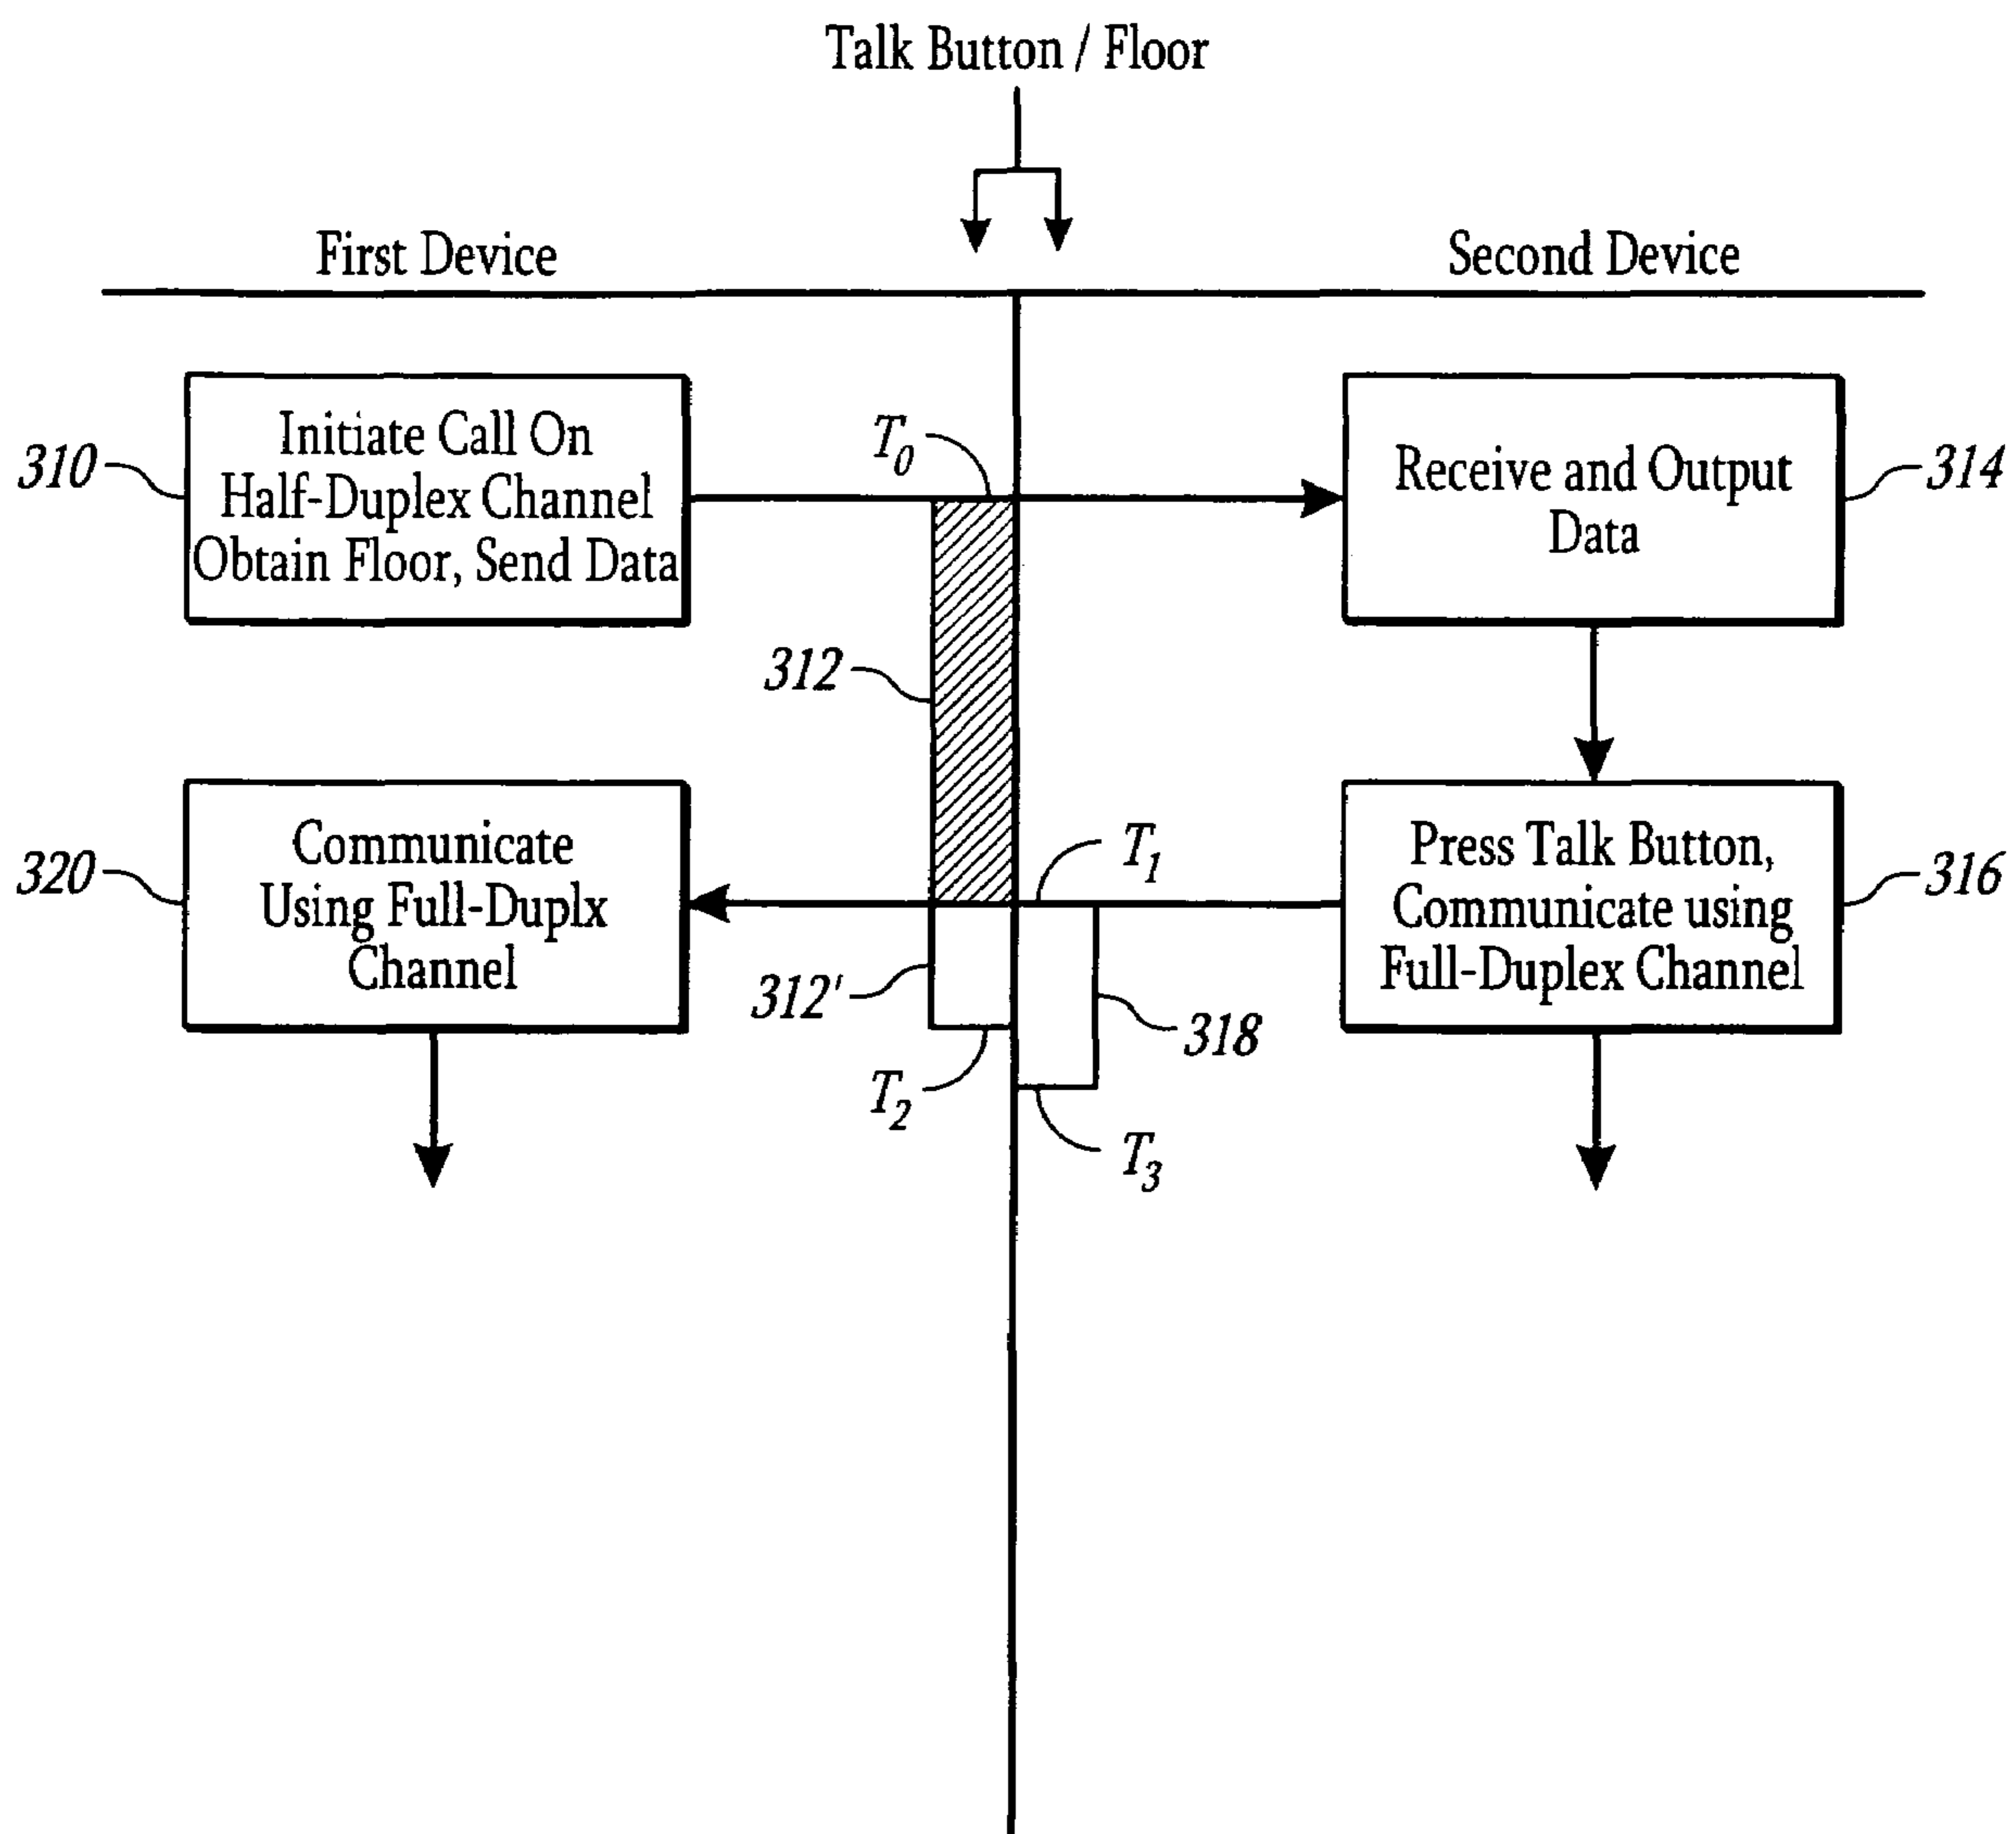 Talk Button / Floor
First Device
Second Device
310
Initiate Call On
Half-Duplex Channel
Obtain Floor, Send Data
T0
Receive and Output
Data
314
312
320
Communicate
Using Full-Duplx
Channel
T1
Press Talk Button,
Communicate using
Full-Duplex Channel
316
312'
318
T2
T3